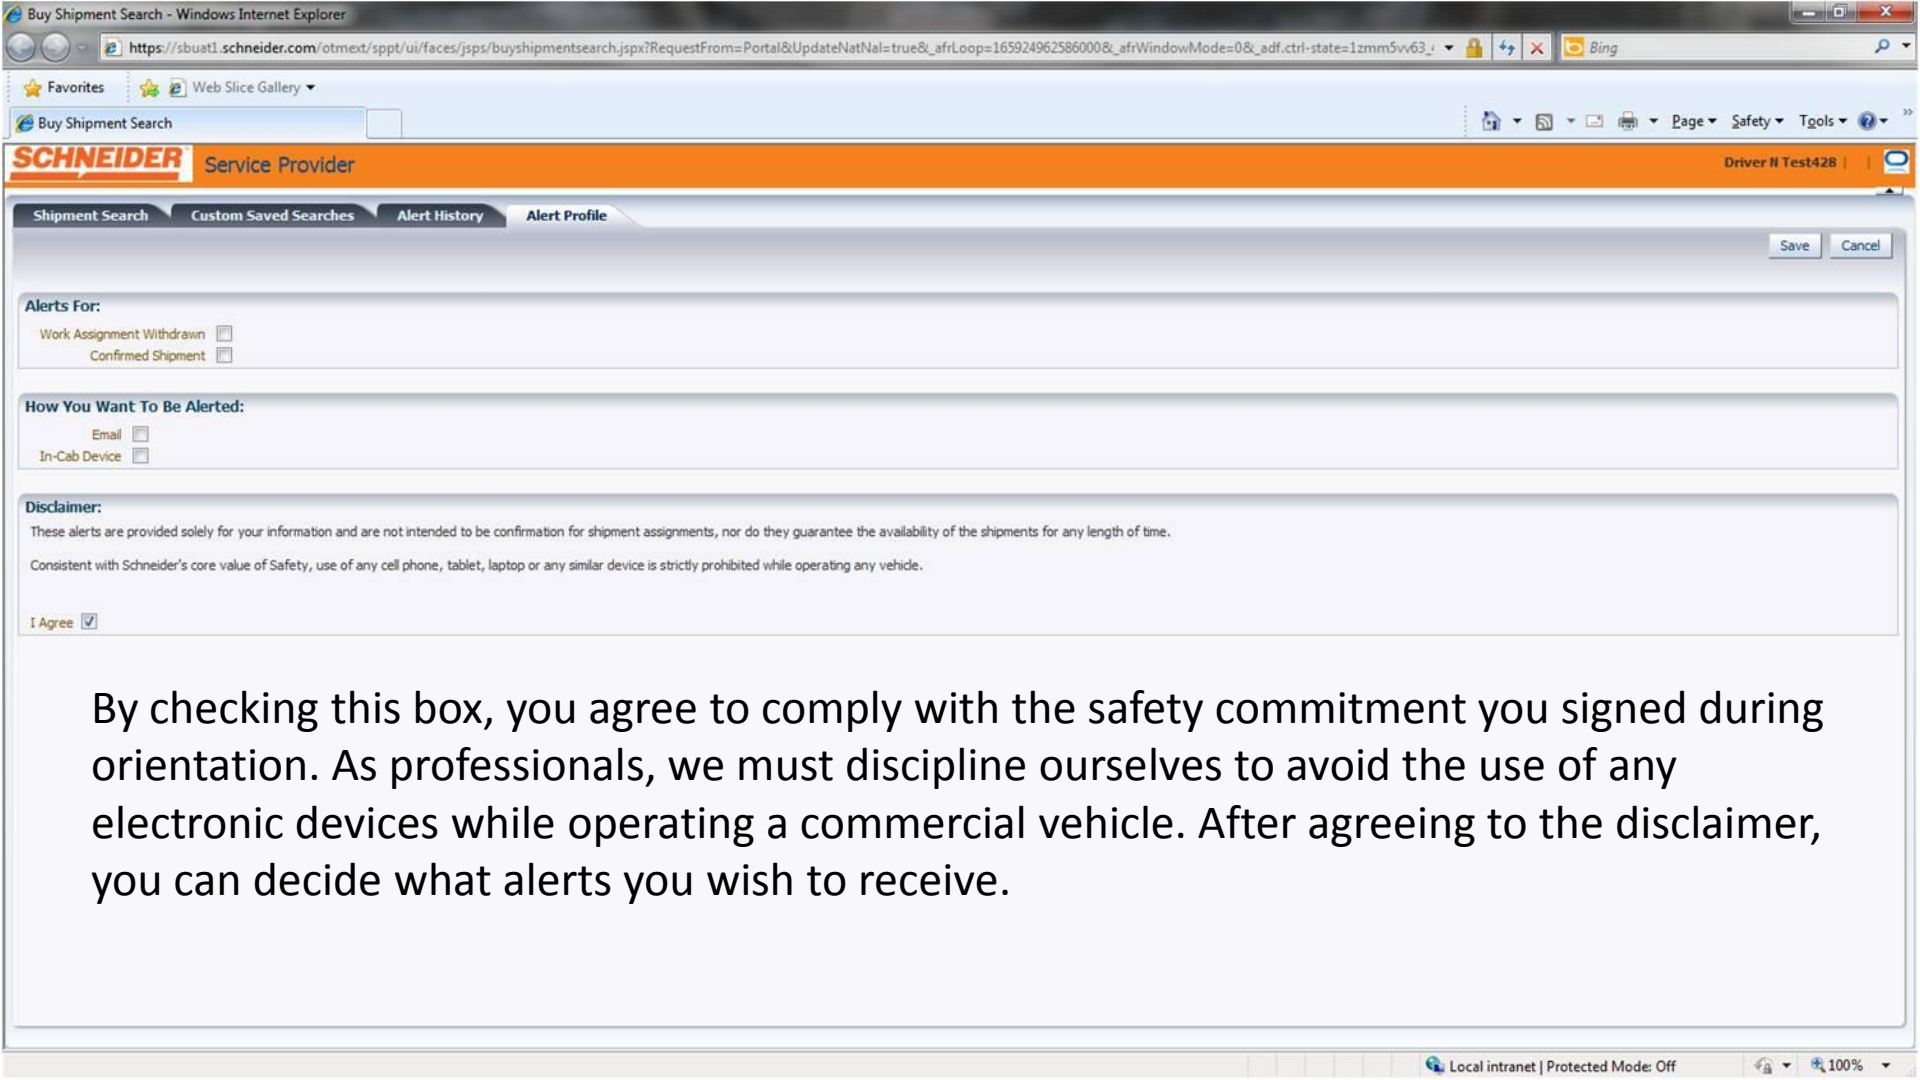 Buy Shipment Search - Windows Internet Explorer
https://sbuat1.schneider.com/otmext/sppt/ui/faces/jsps/buyshipmentsearch.jspx?RequestFrom=Portal&UpdateNatNal=true&_afrLoop=165924962586000&_afrWindowMode=0&_adf.ctrl-state=1zmm5vv63_ Bing
Favorites Web Slice Gallery
Buy Shipment Search Page Safety Tools
SCHNEIDER Service Provider Driver N Test428 | |
Shipment Search Custom Saved Searches Alert History Alert Profile
Save Cancel
Alerts For:
Work Assignment Withdrawn
Confirmed Shipment
How You Want To Be Alerted:
Email
In-Cab Device
Disclaimer:
These alerts are provided solely for your information and are not intended to be confirmation for shipment assignments, nor do they guarantee the availability of the shipments for any length of time.
Consistent with Schneider's core value of Safety, use of any cell phone, tablet, laptop or any similar device is strictly prohibited while operating any vehicle.
I Agree
By checking this box, you agree to comply with the safety commitment you signed during
orientation. As professionals, we must discipline ourselves to avoid the use of any
electronic devices while operating a commercial vehicle. After agreeing to the disclaimer,
you can decide what alerts you wish to receive.
Local intranet | Protected Mode: Off 100%